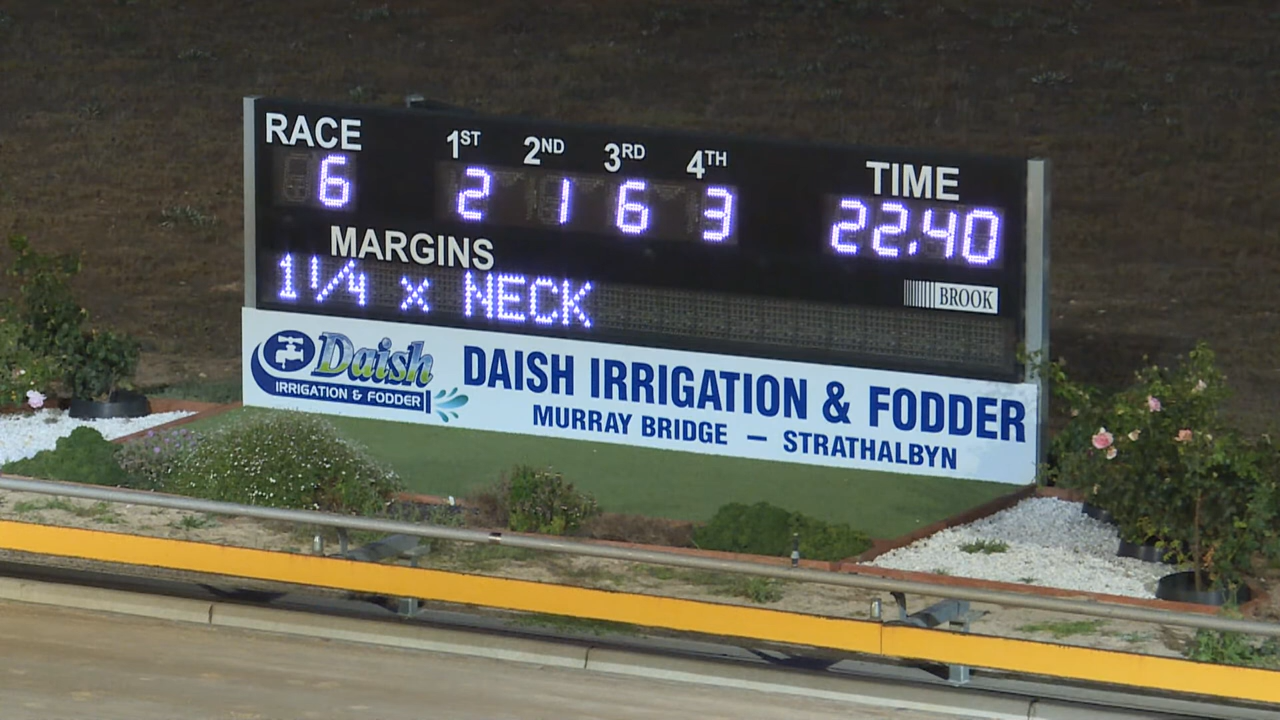 RACE 1ST 2ND 3RD 4TH TIME
6 2 1 6 3 22.40
MARGINS
1 1/4 x NECK
BROOK
Daish
IRRIGATION & FODDER
DAISH IRRIGATION & FODDER
MURRAY BRIDGE — STRATHALBYN